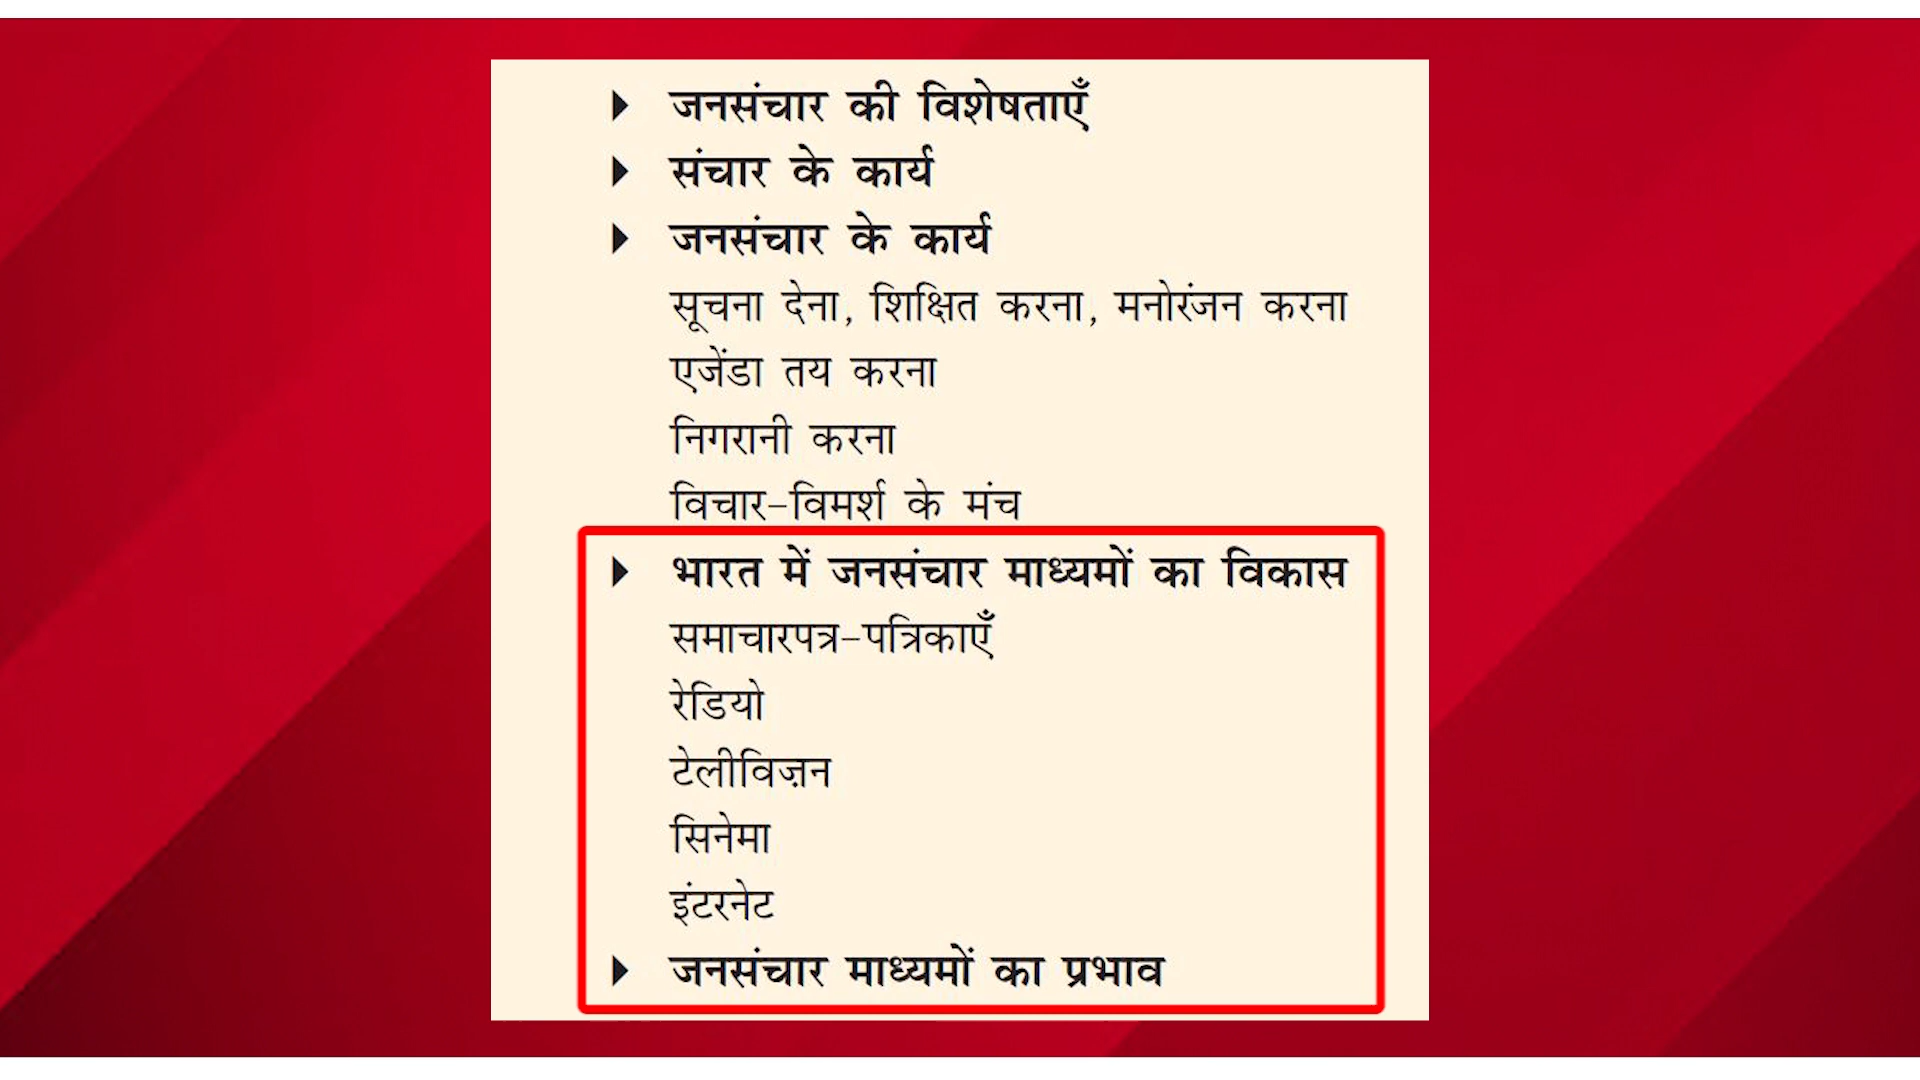 जनसंचार की विशेषताएँ
संचार के कार्य
जनसंचार के कार्य
सूचना देना, शिक्षित करना, मनोरंजन करना
एजेंडा तय करना
निगरानी करना
विचार-विमर्श के मंच
भारत में जनसंचार माध्यमों का विकास
समाचारपत्र-पत्रिकाएँ
रेडियो
टेलीविज़न
सिनेमा
इंटरनेट
जनसंचार माध्यमों का प्रभाव